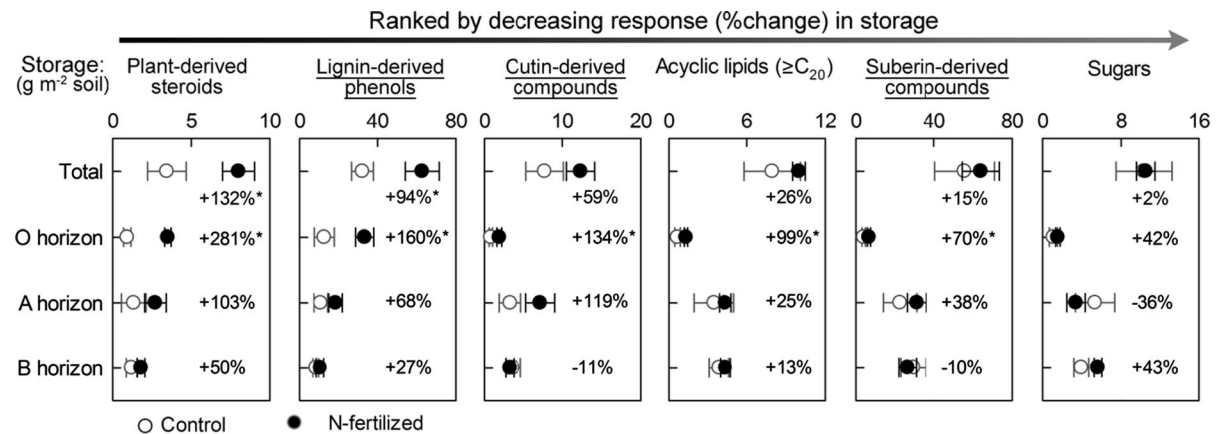 Ranked by decreasing response (%change) in storage
Storage: Plant-derived Lignin-derived Cutin-derived Acyclic lipids (≥C20) Suberin-derived Sugars
(g m-2 soil) steroids phenols compounds compounds
0 5 10 0 40 80 0 10 20 0 6 12 0 40 80 0 8 16
Total
+132%* +94%* +59% +26% +15% +2%
O horizon +281%* +160%* +134%* +99%* +70%* +42%
A horizon +103% +68% +119% +25% +38% -36%
B horizon +50% +27% -11% +13% -10% +43%
Control N-fertilized